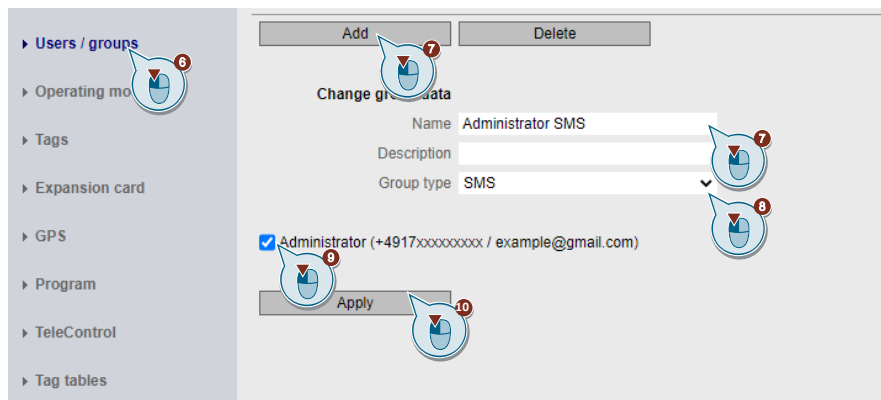 Users / groups
6
Operating mo
Tags
Expansion card
GPS
Program
TeleControl
Tag tables
Add
7
Delete
Change gr data
Name Administrator SMS
7
Description
Group type SMS
8
Administrator (+4917xxxxxxxxx / example@gmail.com)
9
Apply
10